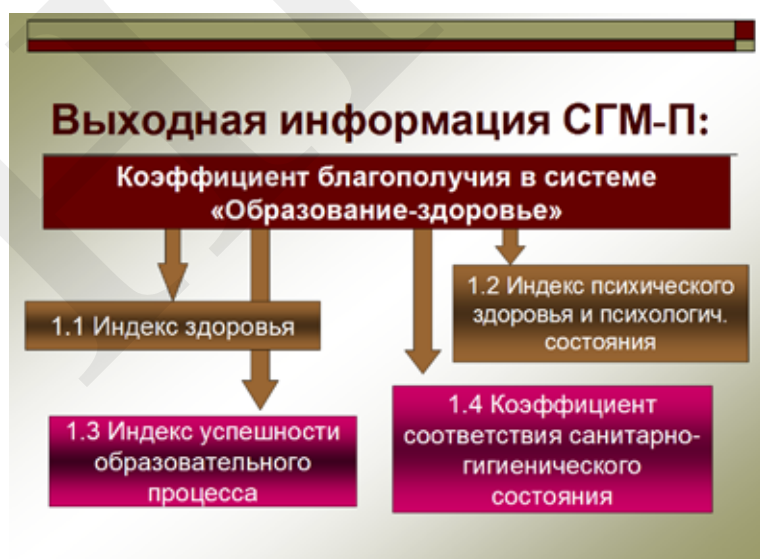 Выходная информация СГМ-П:
Коэффициент благополучия в системе
«Образование-здоровье»
1.1 Индекс здоровья
1.2 Индекс психического
здоровья и психологич.
состояния
1.3 Индекс успешности
образовательного
процесса
1.4 Коэффициент
соответствия санитарно-
гигиенического
состояния